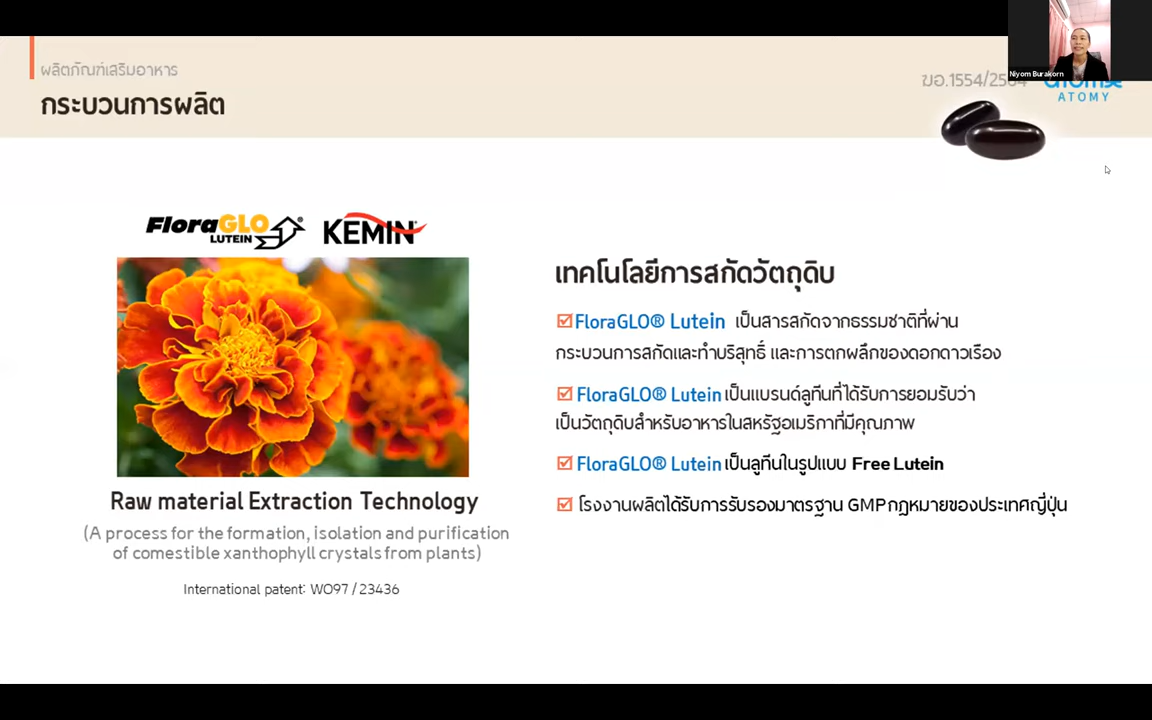 Niyom Burakorn
ผลิตภัณฑ์เสริมอาหาร
กระบวนการผลิต
ฆอ.1554/2564
ATOMY
FloraGLO® LUTEIN
KEMIN®
เทคโนโลยีการสกัดวัตถุดิบ
FloraGLO® Lutein เป็นสารสกัดจากธรรมชาติที่ผ่าน
กระบวนการสกัดและทำบริสุทธิ์ และการตกผลึกของดอกดาวเรือง
FloraGLO® Lutein เป็นแบรนด์ลูทีนที่ได้รับการยอมรับว่า
เป็นวัตถุดิบสำหรับอาหารในสหรัฐอเมริกาที่มีคุณภาพ
FloraGLO® Lutein เป็นลูทีนในรูปแบบ Free Lutein
โรงงานผลิตได้รับการรับรองมาตรฐาน GMPกฎหมายของประเทศญี่ปุ่น
Raw material Extraction Technology
(A process for the formation, isolation and purification
of comestible xanthophyll crystals from plants)
International patent: WO97 / 23436